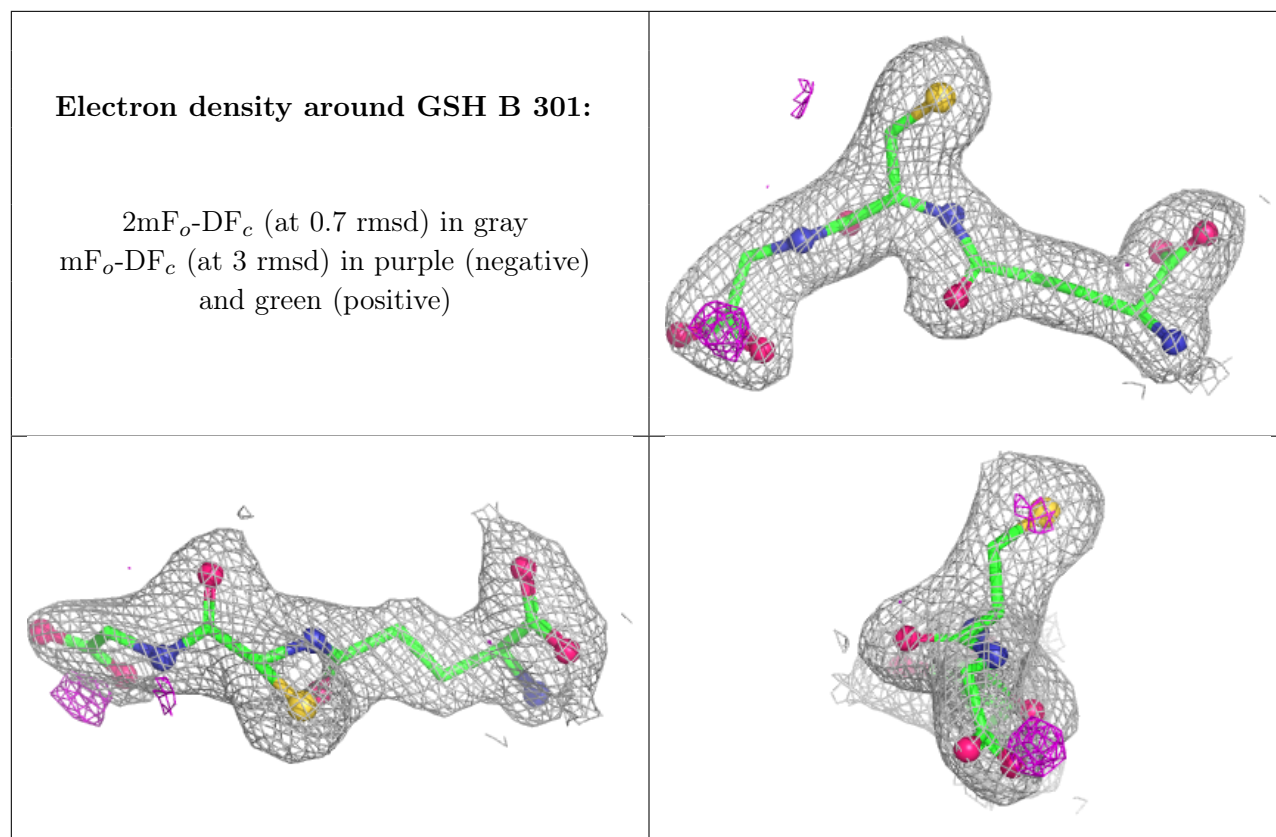 Electron density around GSH B 301:
2mFo-DFc (at 0.7 rmsd) in gray
mFo-DFc (at 3 rmsd) in purple (negative)
and green (positive)